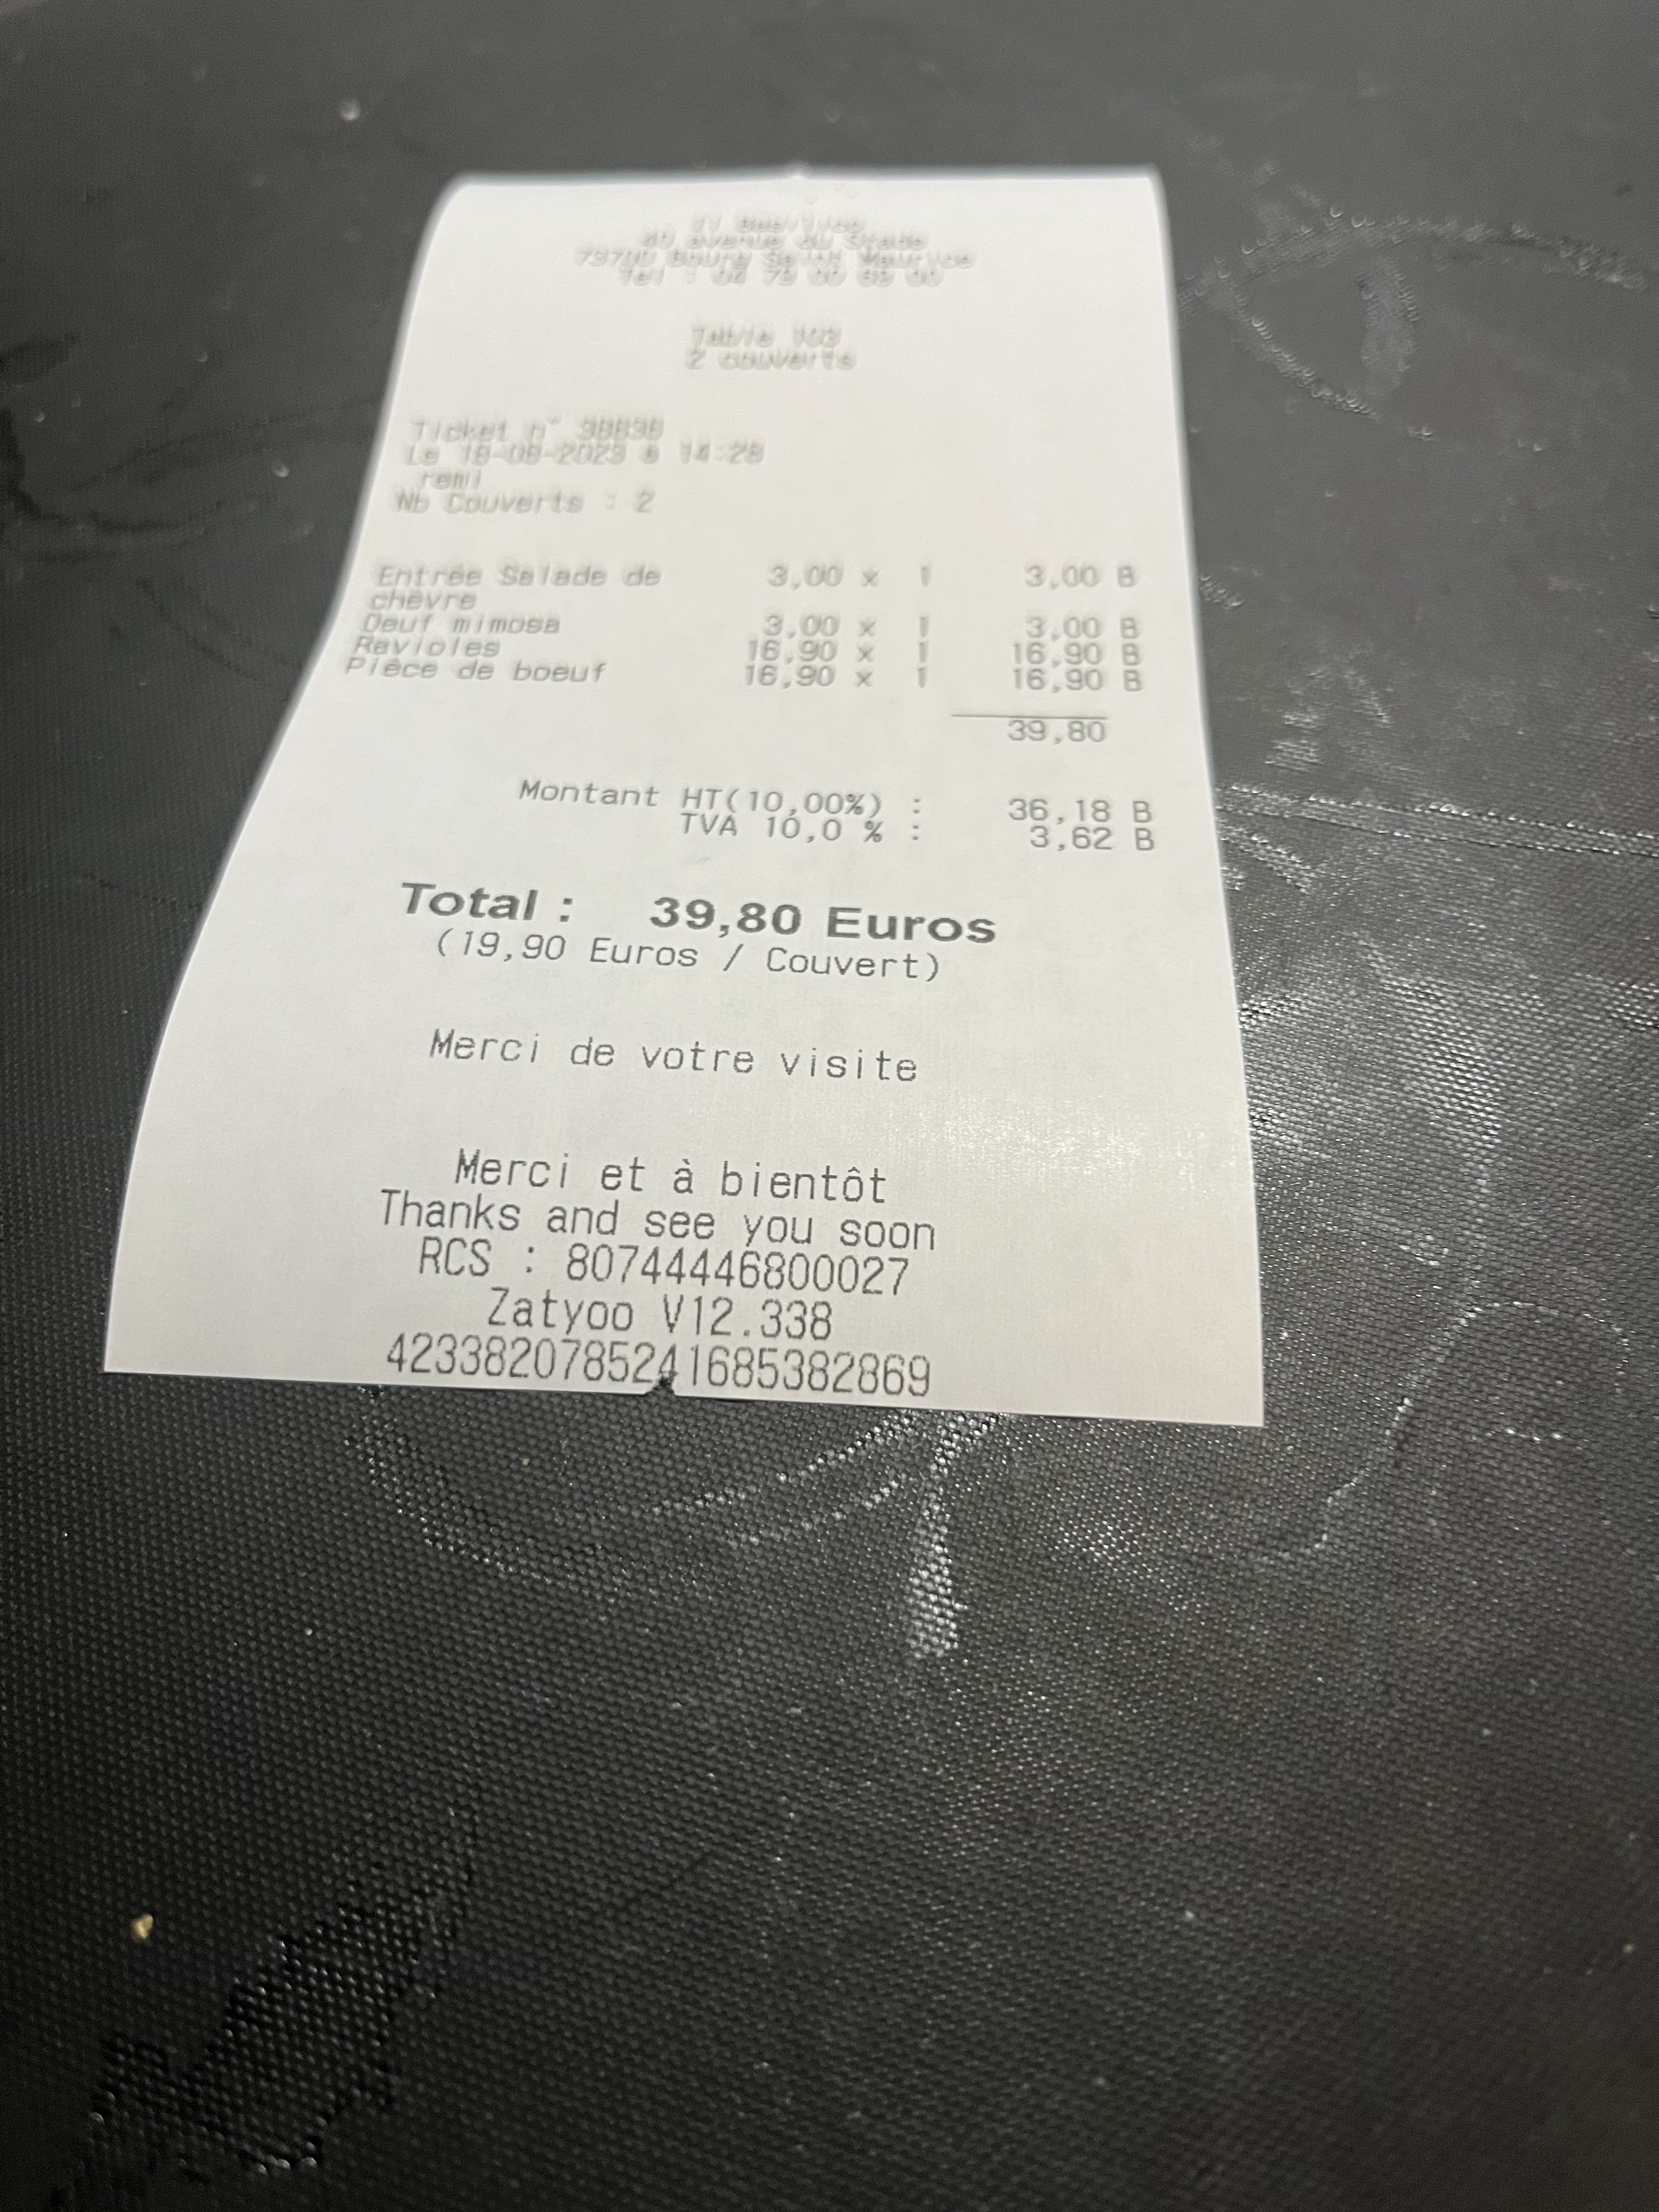 Table 103
2 couverts
Ticket n°
Le 2023 à 14:28
remi
Nb Couverts : 2
Entrée Salade de 3,00 x 1 3,00 B
chèvre
Oeuf mimosa 3,00 x 1 3,00 B
Ravioles 16,90 x 1 16,90 B
Pièce de boeuf 16,90 x 1 16,90 B
39,80
Montant HT(10,00%) : 36,18 B
TVA 10,0 % : 3,62 B
Total : 39,80 Euros
(19,90 Euros / Couvert)
Merci de votre visite
Merci et à bientôt
Thanks and see you soon
RCS : 80744446800027
Zatyoo V12.338
4233820785241685382869